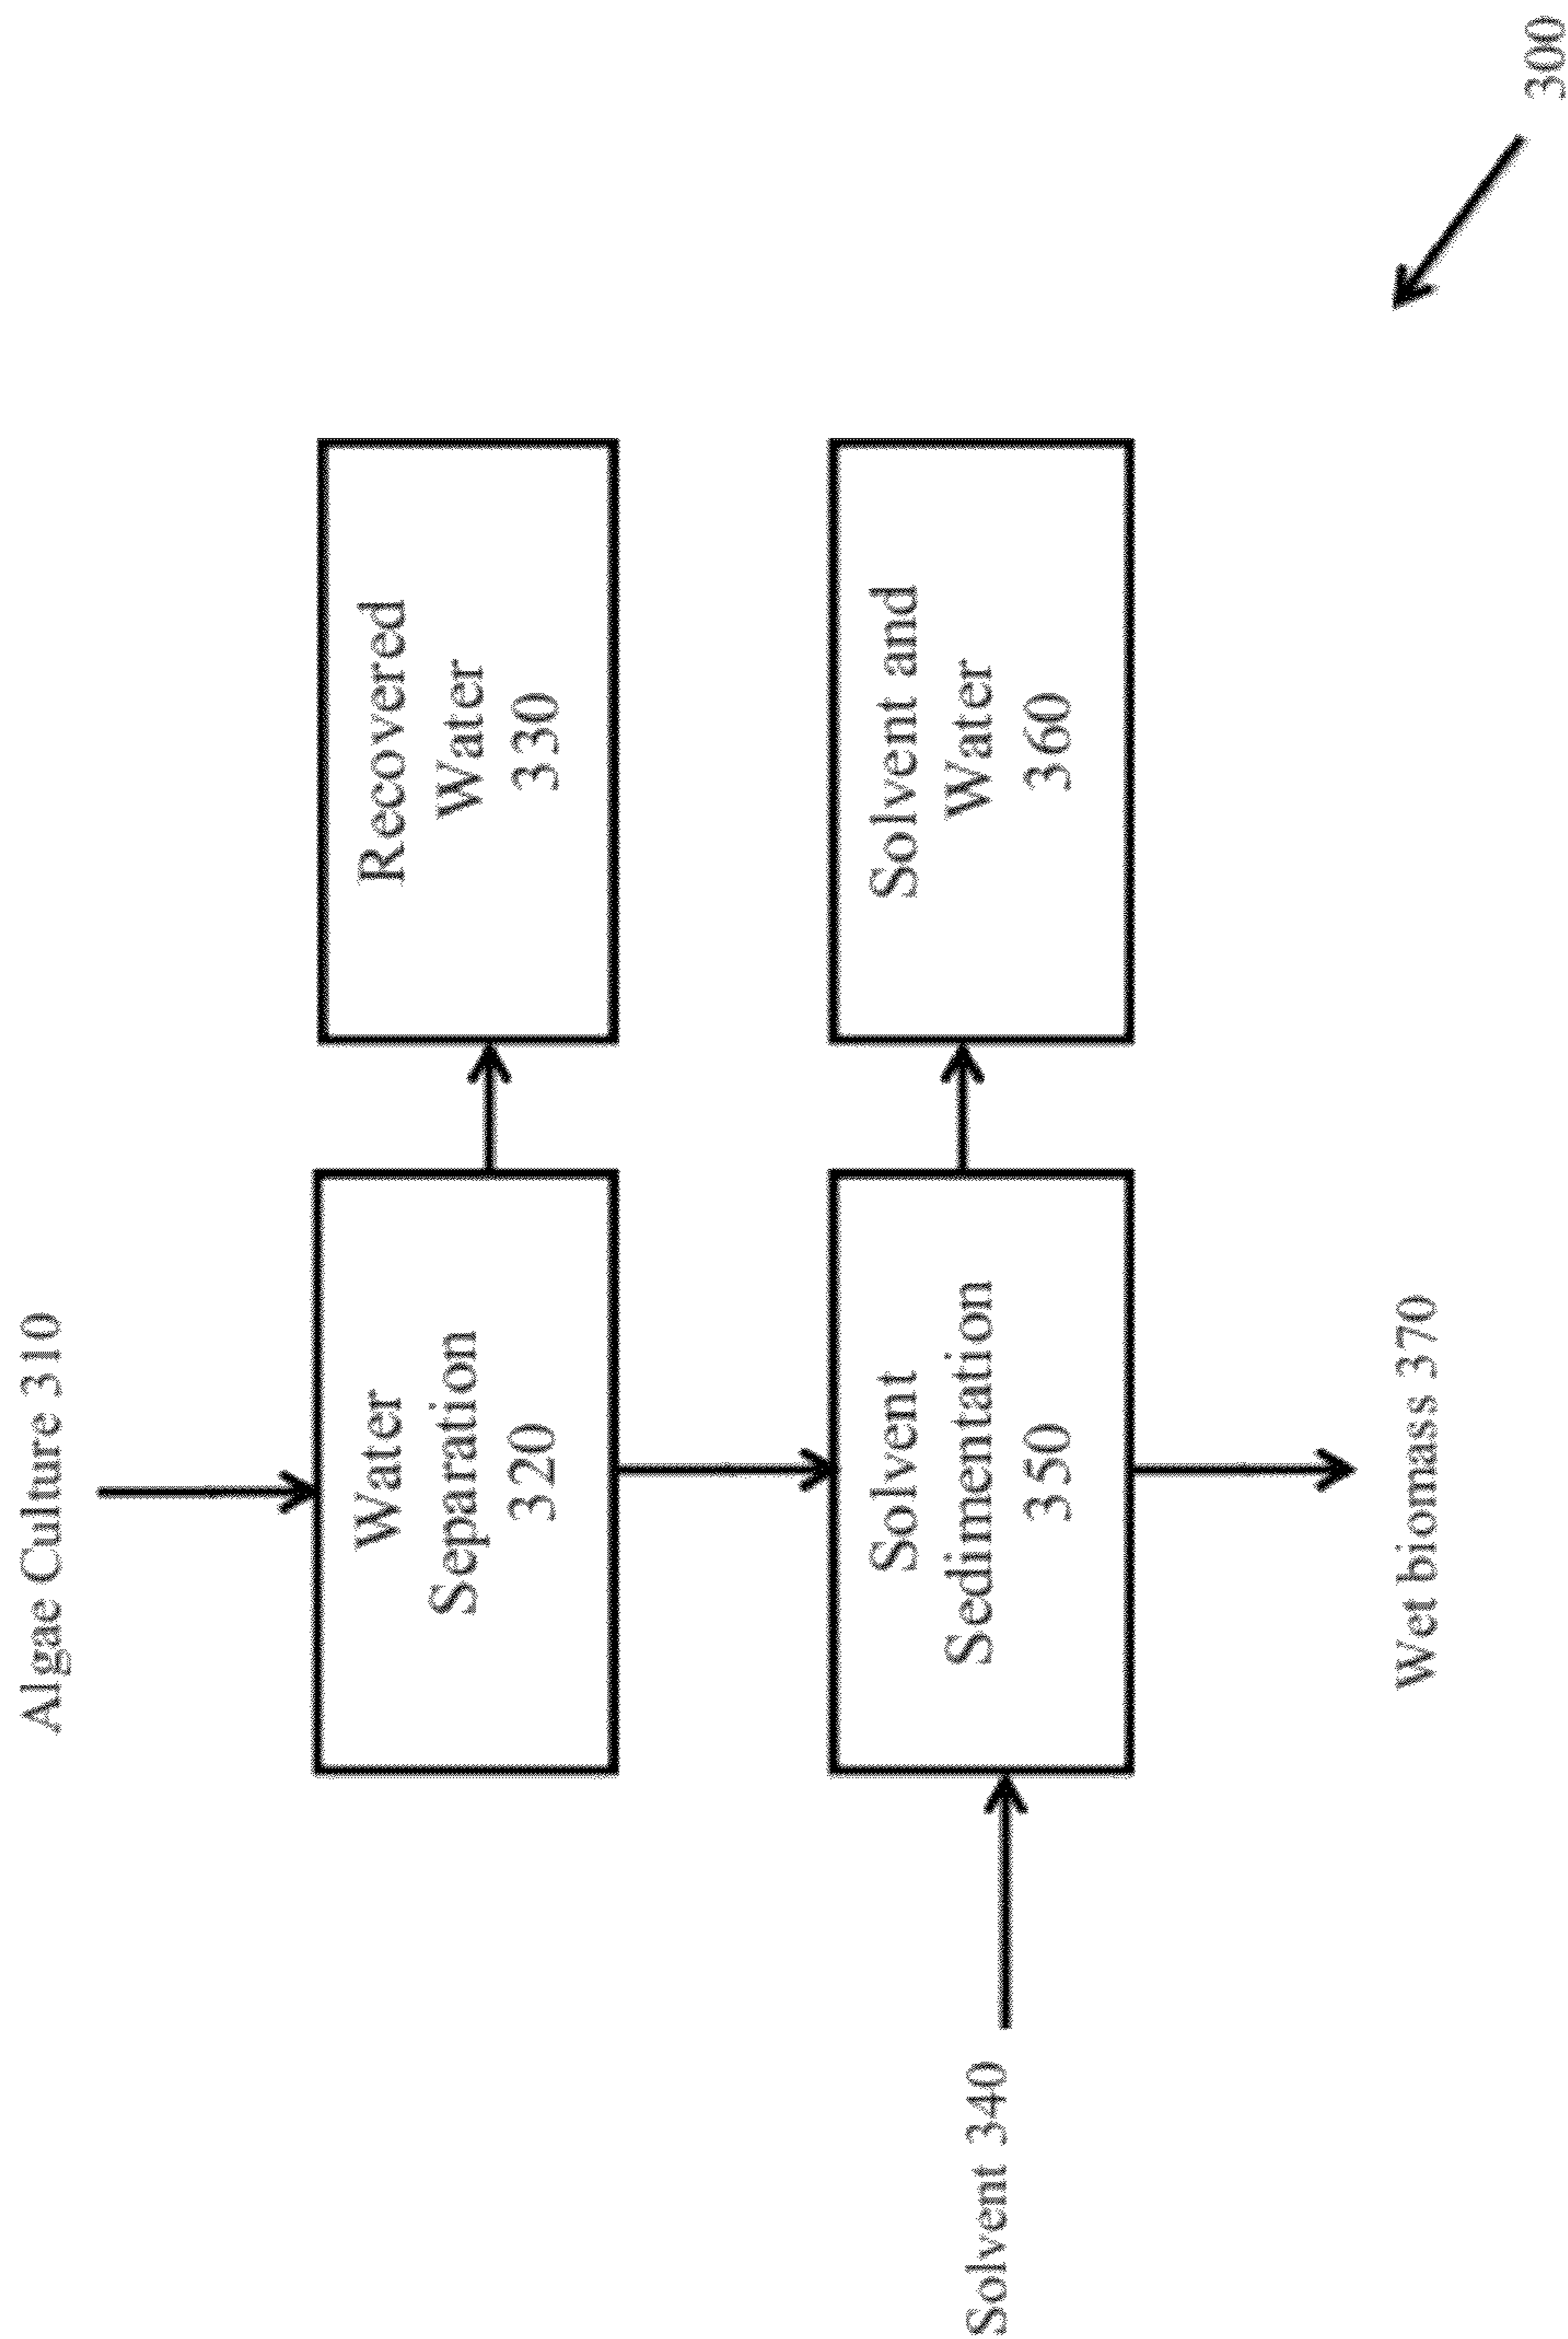 Algae Culture 310
Water
Separation
320
Recovered
Water
330
Solvent 340
Solvent
Sedimentation
350
Solvent and
Water
360
Wet biomass 370
300